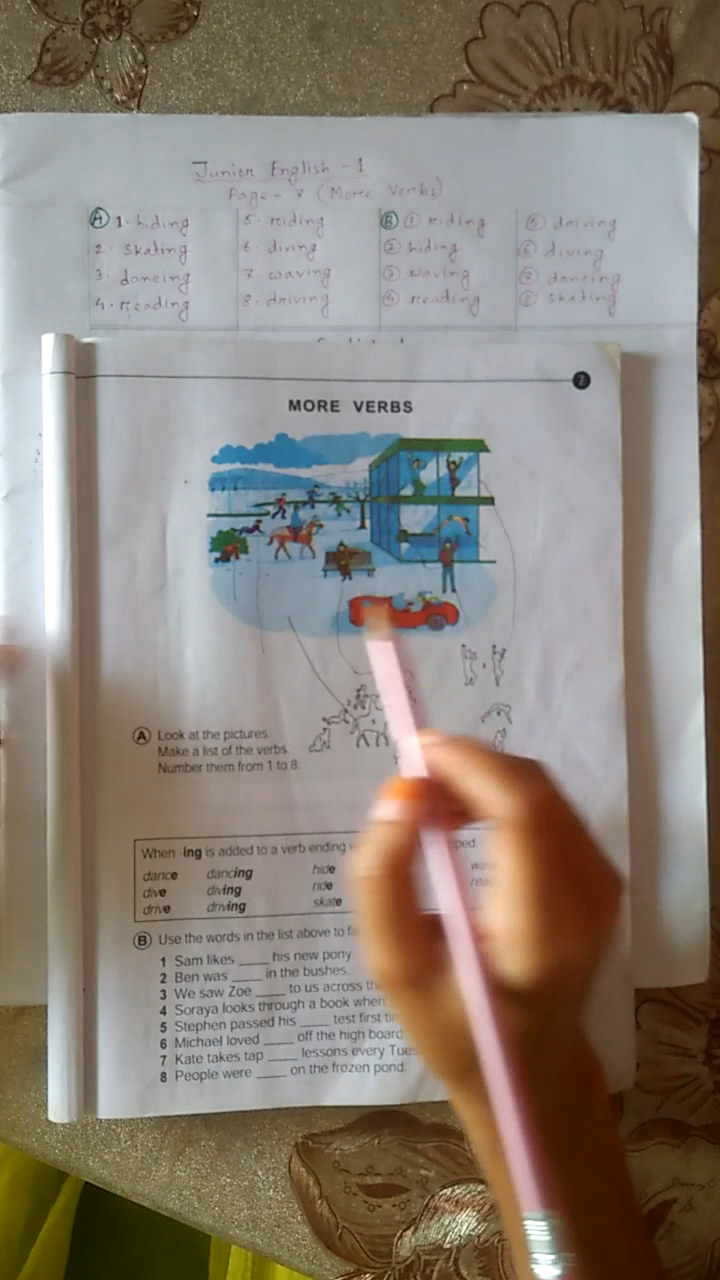 Junior English - 1
Page - 7 (More Verbs)
A 1. hiding
2. skating
3. dancing
4. reading
5. riding
6. diving
7. waving
8. driving
B 1 riding
2 hiding
3 waving
4 reading
5 driving
6 diving
7 dancing
8 skating
7
MORE VERBS
A Look at the pictures.
Make a list of the verbs.
Number them from 1 to 8.
When -ing is added to a verb ending
dance dancing hide
dive diving ride
drive driving skate
B Use the words in the list above to
1 Sam likes ____ his new pony.
2 Ben was ____ in the bushes.
3 We saw Zoe ____ to us across
4 Soraya looks through a book when
5 Stephen passed his ____ test first
6 Michael loved ____ off the high board
7 Kate takes tap ____ lessons every
8 People were ____ on the frozen pond.